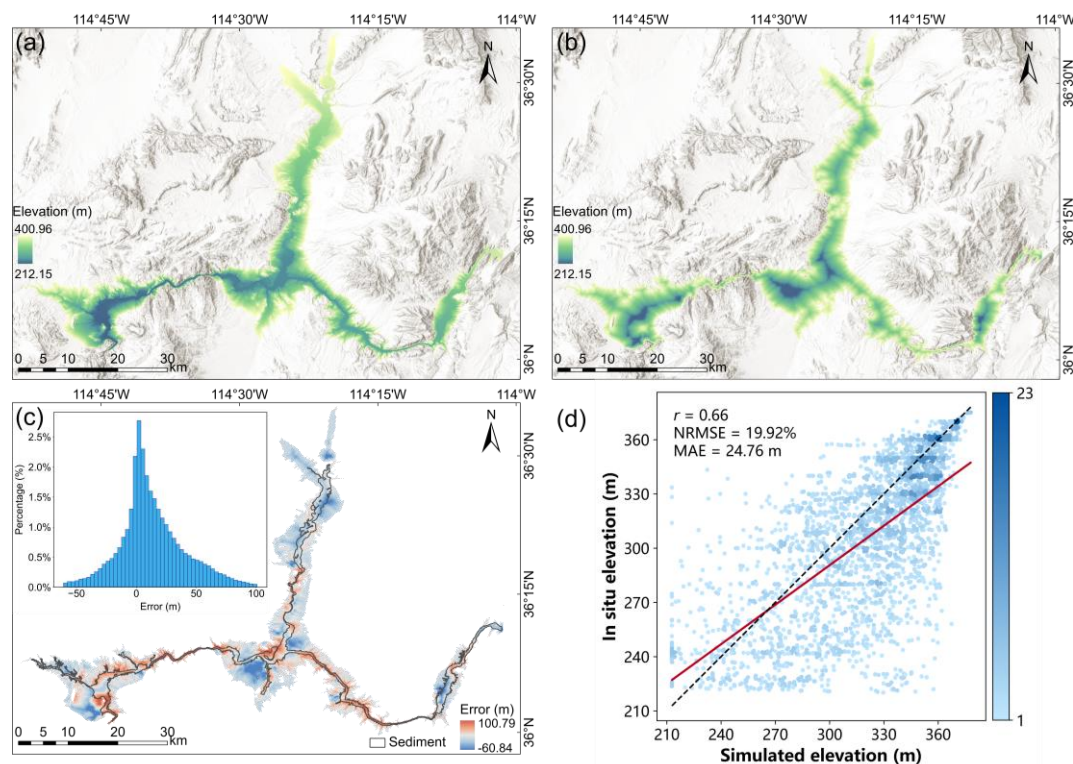 114°45'W 114°30'W 114°15'W 114°W
(a)
N
36°30'N
36°15'N
36°N
Elevation (m)
400.96
212.15
0 5 10 20 30
km
114°45'W 114°30'W 114°15'W 114°W
(b)
N
36°30'N
36°15'N
36°N
Elevation (m)
400.96
212.15
0 5 10 20 30
km
114°45'W 114°30'W 114°15'W 114°W
(c)
N
36°30'N
36°15'N
36°N
2.5%
2.0%
1.5%
1.0%
0.5%
0.0%
Percentage (%)
−50 0 50 100
Error (m)
Error (m)
100.79
-60.84
Sediment
0 5 10 20 30
km
(d)
r = 0.66
NRMSE = 19.92%
MAE = 24.76 m
In situ elevation (m)
360
330
300
270
240
210
210 240 270 300 330 360
Simulated elevation (m)
23
1